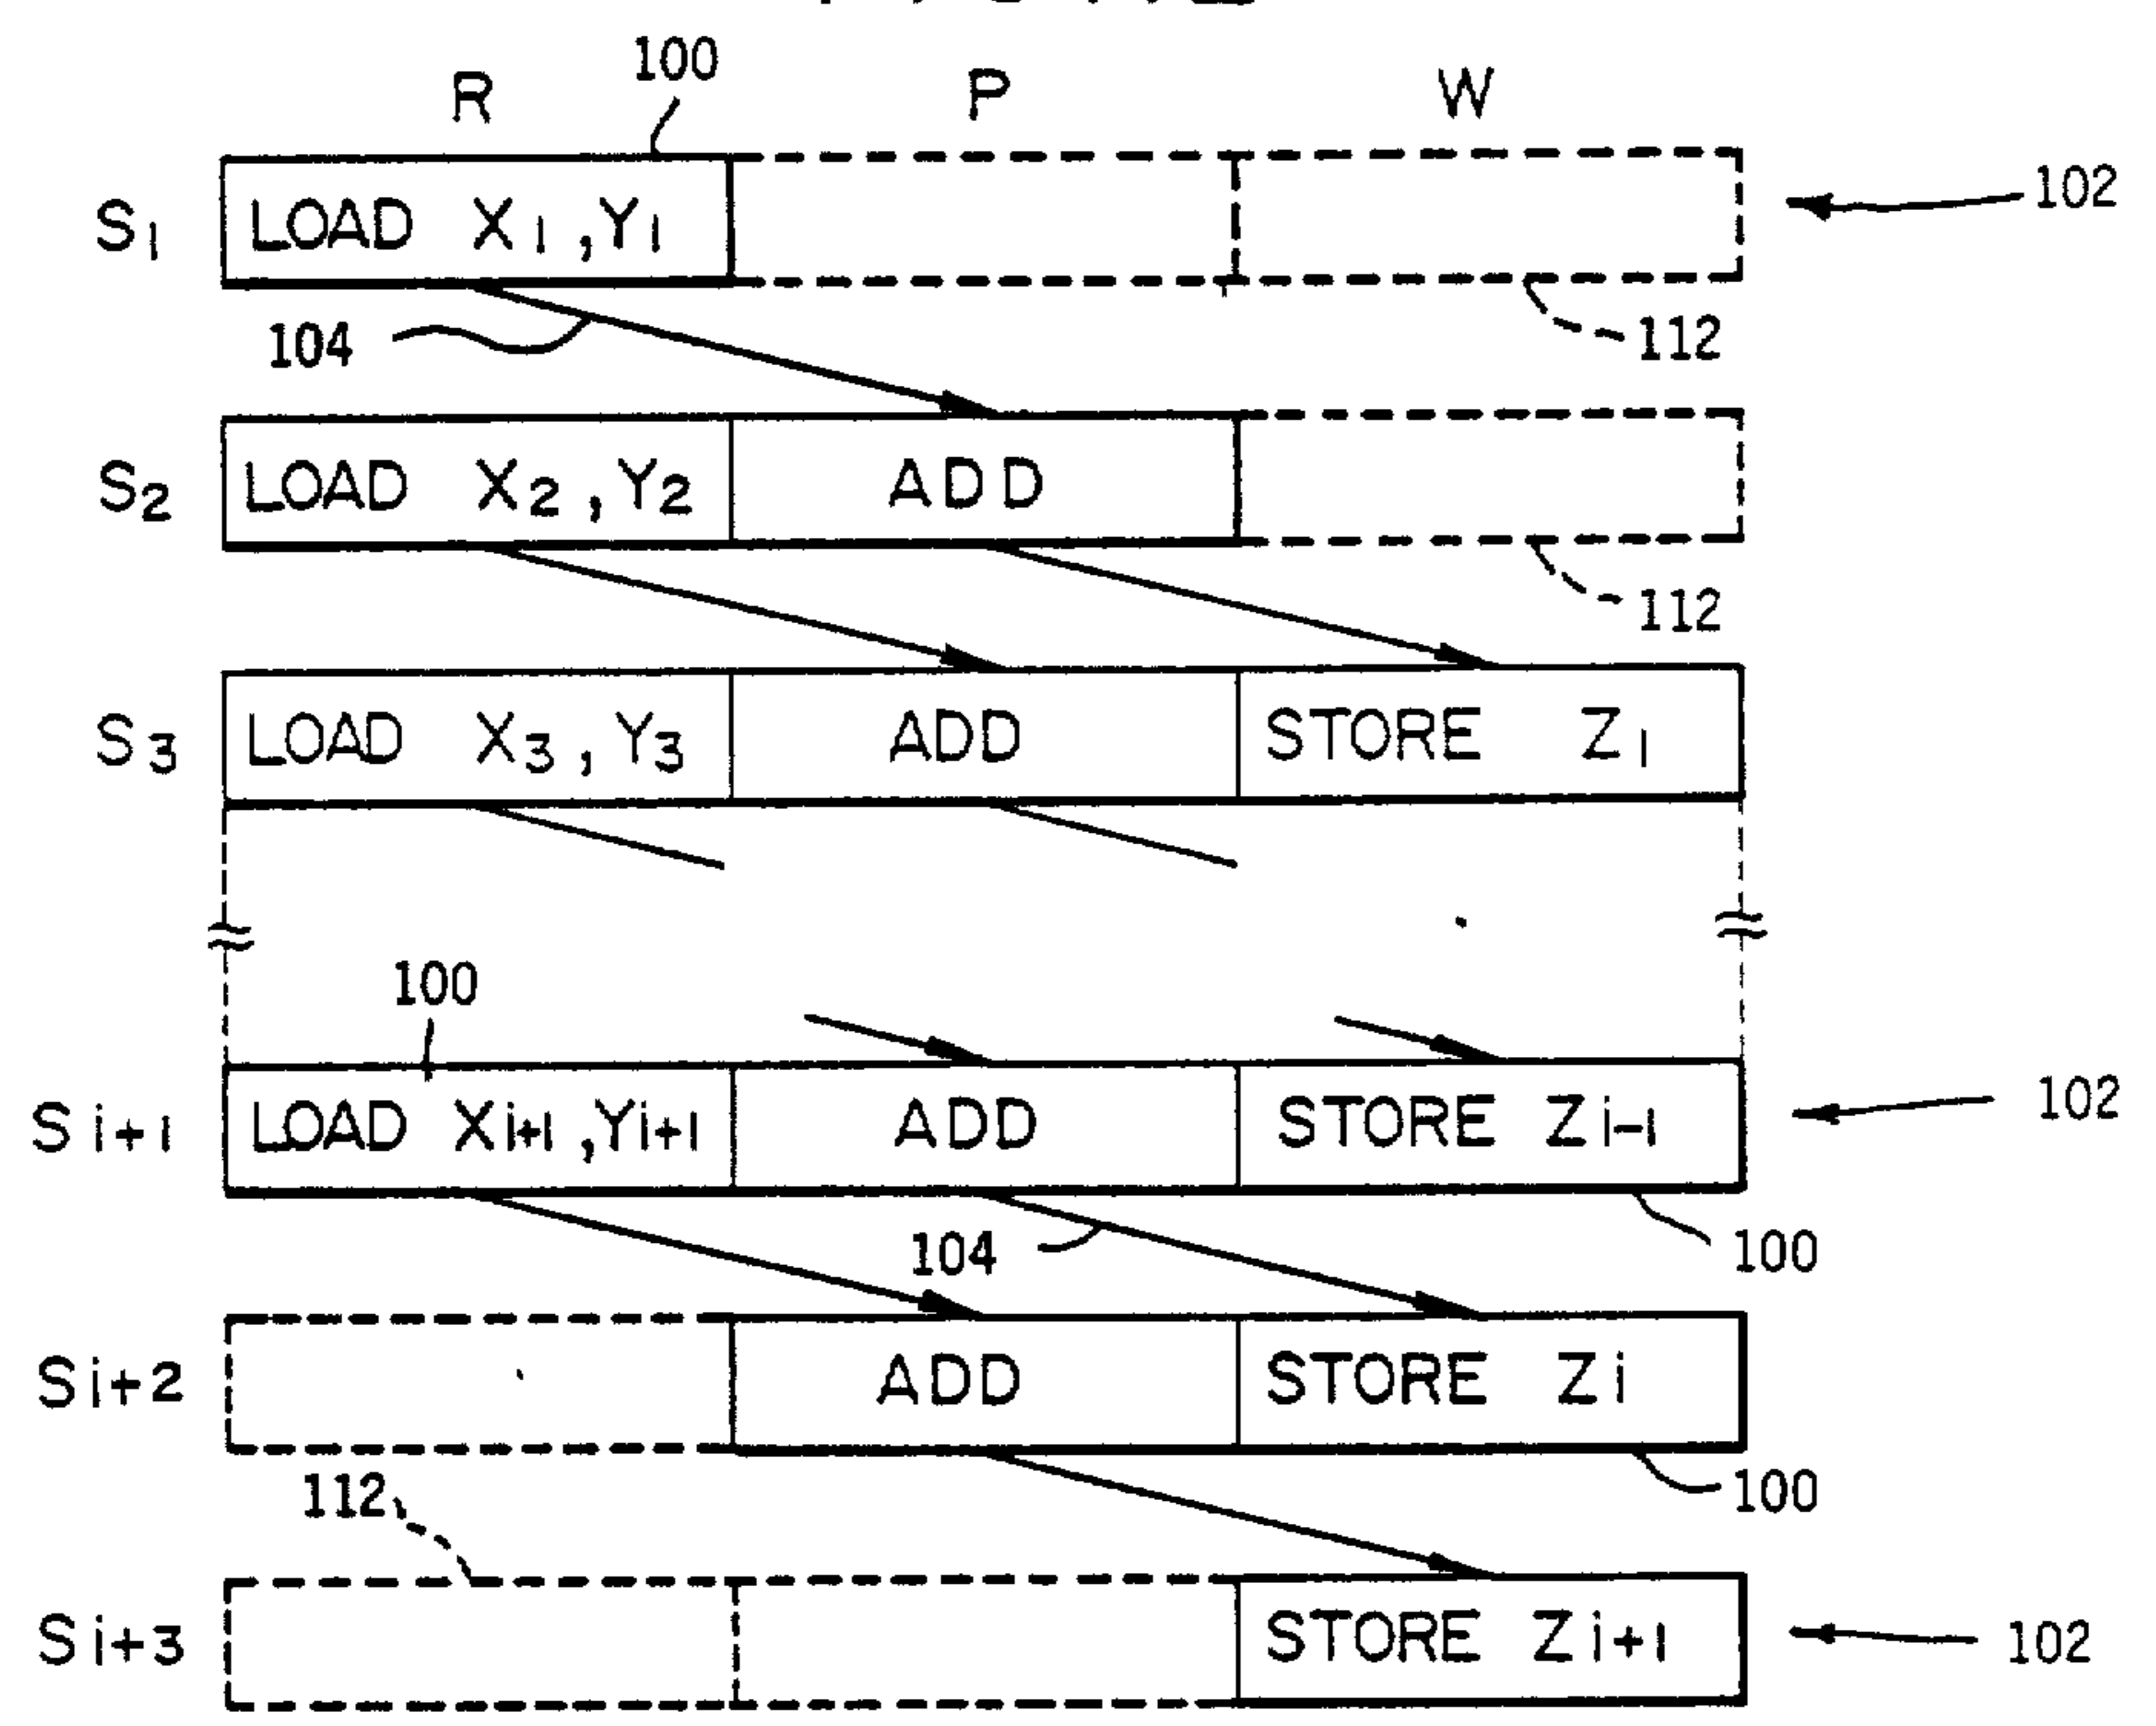 100
R P W
S1 LOAD X1,Y1 102
104 112
S2 LOAD X2,Y2 ADD
112
S3 LOAD X3,Y3 ADD STORE Z1
100
Si+1 LOAD Xi+1,Yi+1 ADD STORE Zi-1 102
104 100
Si+2 ADD STORE Zi
112 100
Si+3 STORE Zi+1 102